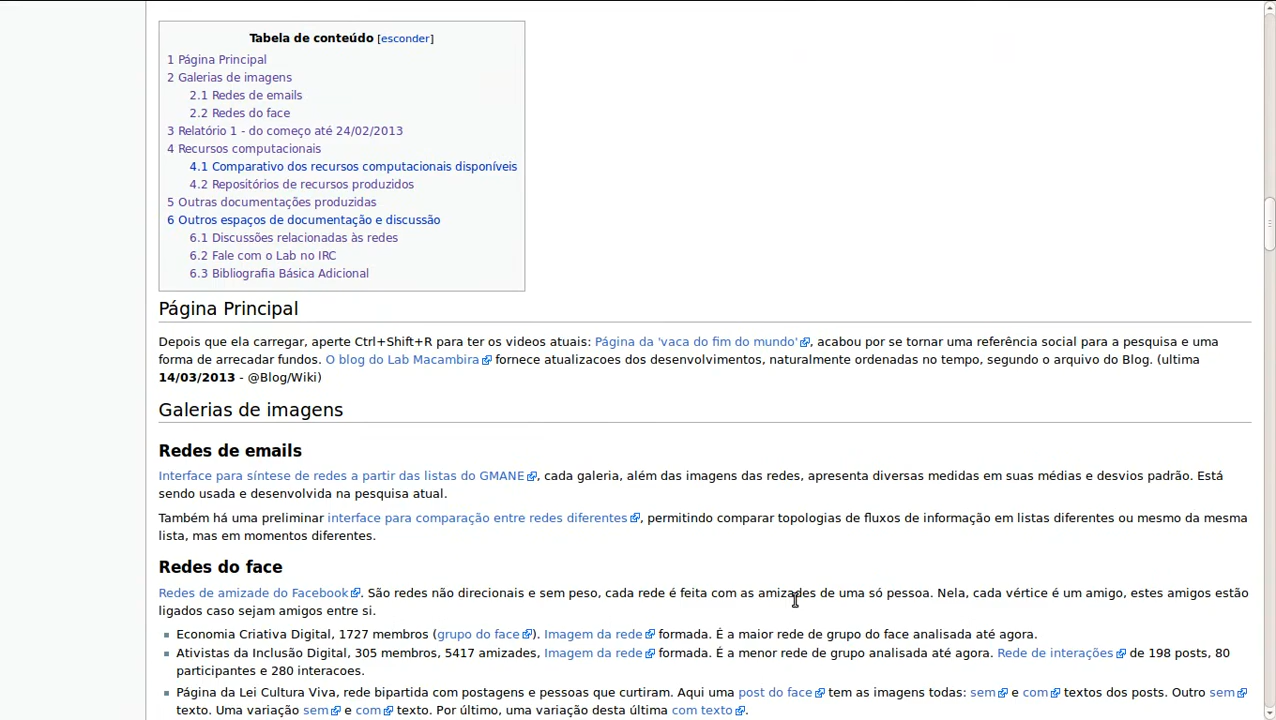 Tabela de conteúdo [esconder]
1 Página Principal
2 Galerias de imagens
2.1 Redes de emails
2.2 Redes do face
3 Relatório 1 - do começo até 24/02/2013
4 Recursos computacionais
4.1 Comparativo dos recursos computacionais disponíveis
4.2 Repositórios de recursos produzidos
5 Outras documentações produzidas
6 Outros espaços de documentação e discussão
6.1 Discussões relacionadas às redes
6.2 Fale com o Lab no IRC
6.3 Bibliografia Básica Adicional
Página Principal
Depois que ela carregar, aperte Ctrl+Shift+R para ter os videos atuais: Página da 'vaca do fim do mundo', acabou por se tornar uma referência social para a pesquisa e uma
forma de arrecadar fundos. O blog do Lab Macambira fornece atualizacoes dos desenvolvimentos, naturalmente ordenadas no tempo, segundo o arquivo do Blog. (ultima
14/03/2013 - @Blog/Wiki)
Galerias de imagens
Redes de emails
Interface para síntese de redes a partir das listas do GMANE, cada galeria, além das imagens das redes, apresenta diversas medidas em suas médias e desvios padrão. Está
sendo usada e desenvolvida na pesquisa atual.
Também há uma preliminar interface para comparação entre redes diferentes, permitindo comparar topologias de fluxos de informação em listas diferentes ou mesmo da mesma
lista, mas em momentos diferentes.
Redes do face
Redes de amizade do Facebook. São redes não direcionais e sem peso, cada rede é feita com as amizades de uma só pessoa. Nela, cada vértice é um amigo, estes amigos estão
ligados caso sejam amigos entre si.
Economia Criativa Digital, 1727 membros (grupo do face). Imagem da rede formada. É a maior rede de grupo do face analisada até agora.
Ativistas da Inclusão Digital, 305 membros, 5417 amizades, Imagem da rede formada. É a menor rede de grupo analisada até agora. Rede de interações de 198 posts, 80
participantes e 280 interacoes.
Página da Lei Cultura Viva, rede bipartida com postagens e pessoas que curtiram. Aqui uma post do face tem as imagens todas: sem e com textos dos posts. Outro sem
texto. Uma variação sem e com texto. Por último, uma variação desta última com texto.